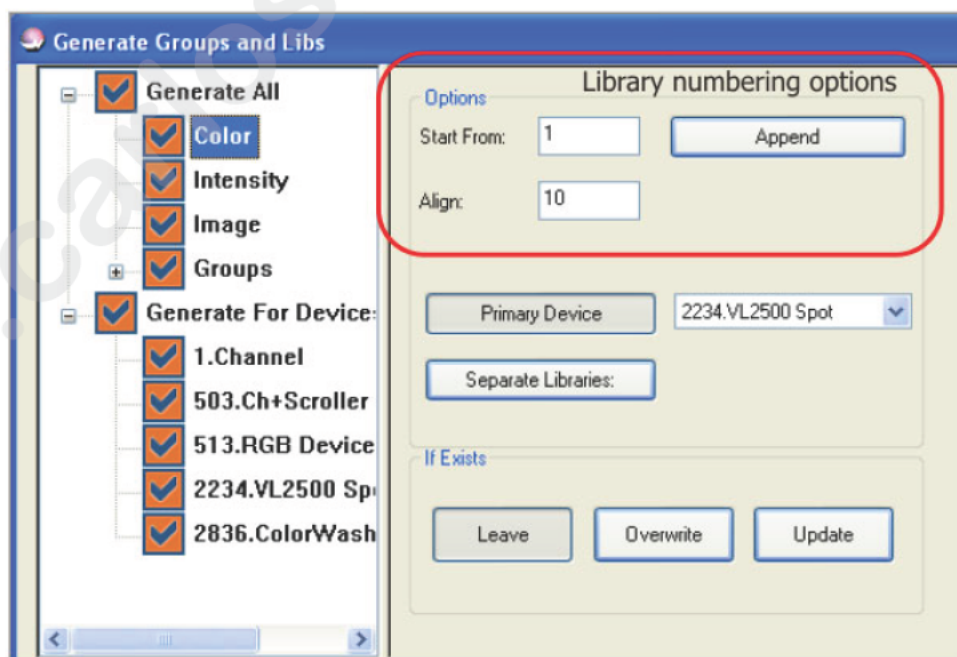 Generate Groups and Libs
Generate All
Color
Intensity
Image
Groups
Generate For Device
1.Channel
503.Ch+Scroller
513.RGB Device
2234.VL2500 Sp
2836.ColorWash
Library numbering options
Options
Start From: 1 Append
Align: 10
Primary Device 2234.VL2500 Spot
Separate Libraries:
If Exists
Leave Overwrite Update
carlos